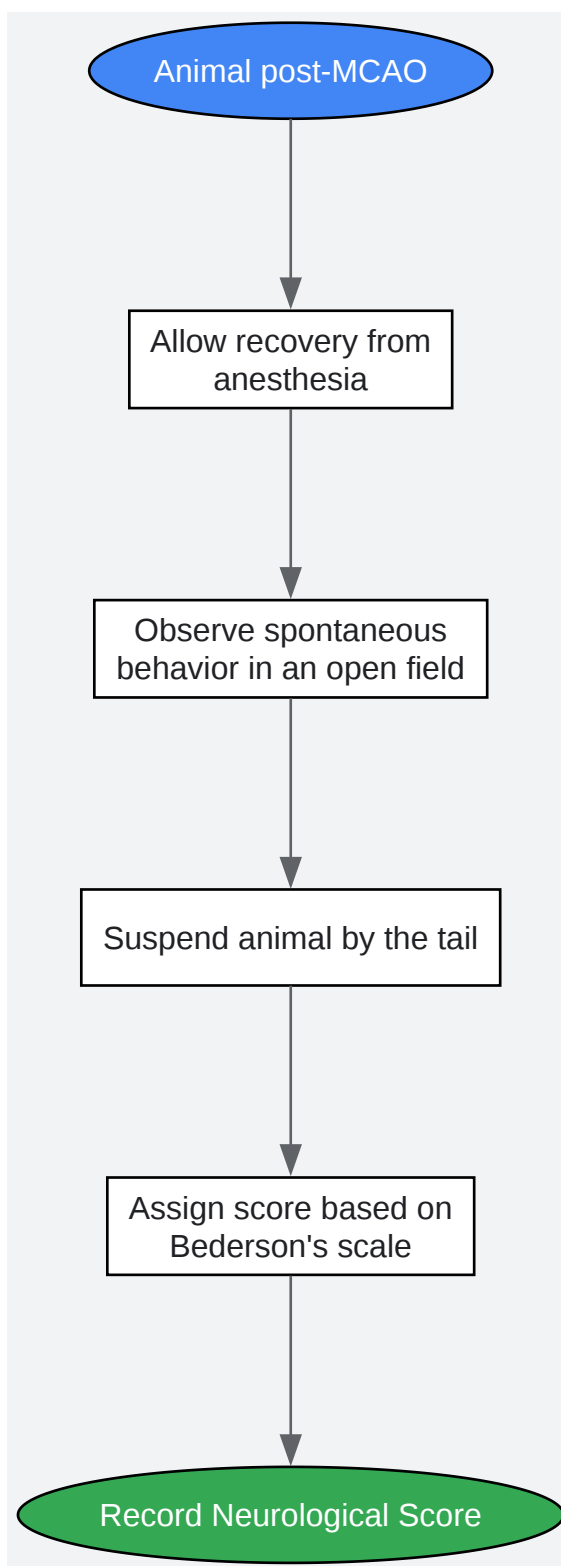 Animal post-MCAO
Allow recovery from
anesthesia
Observe spontaneous
behavior in an open field
Suspend animal by the tail
Assign score based on
Bederson's scale
Record Neurological Score